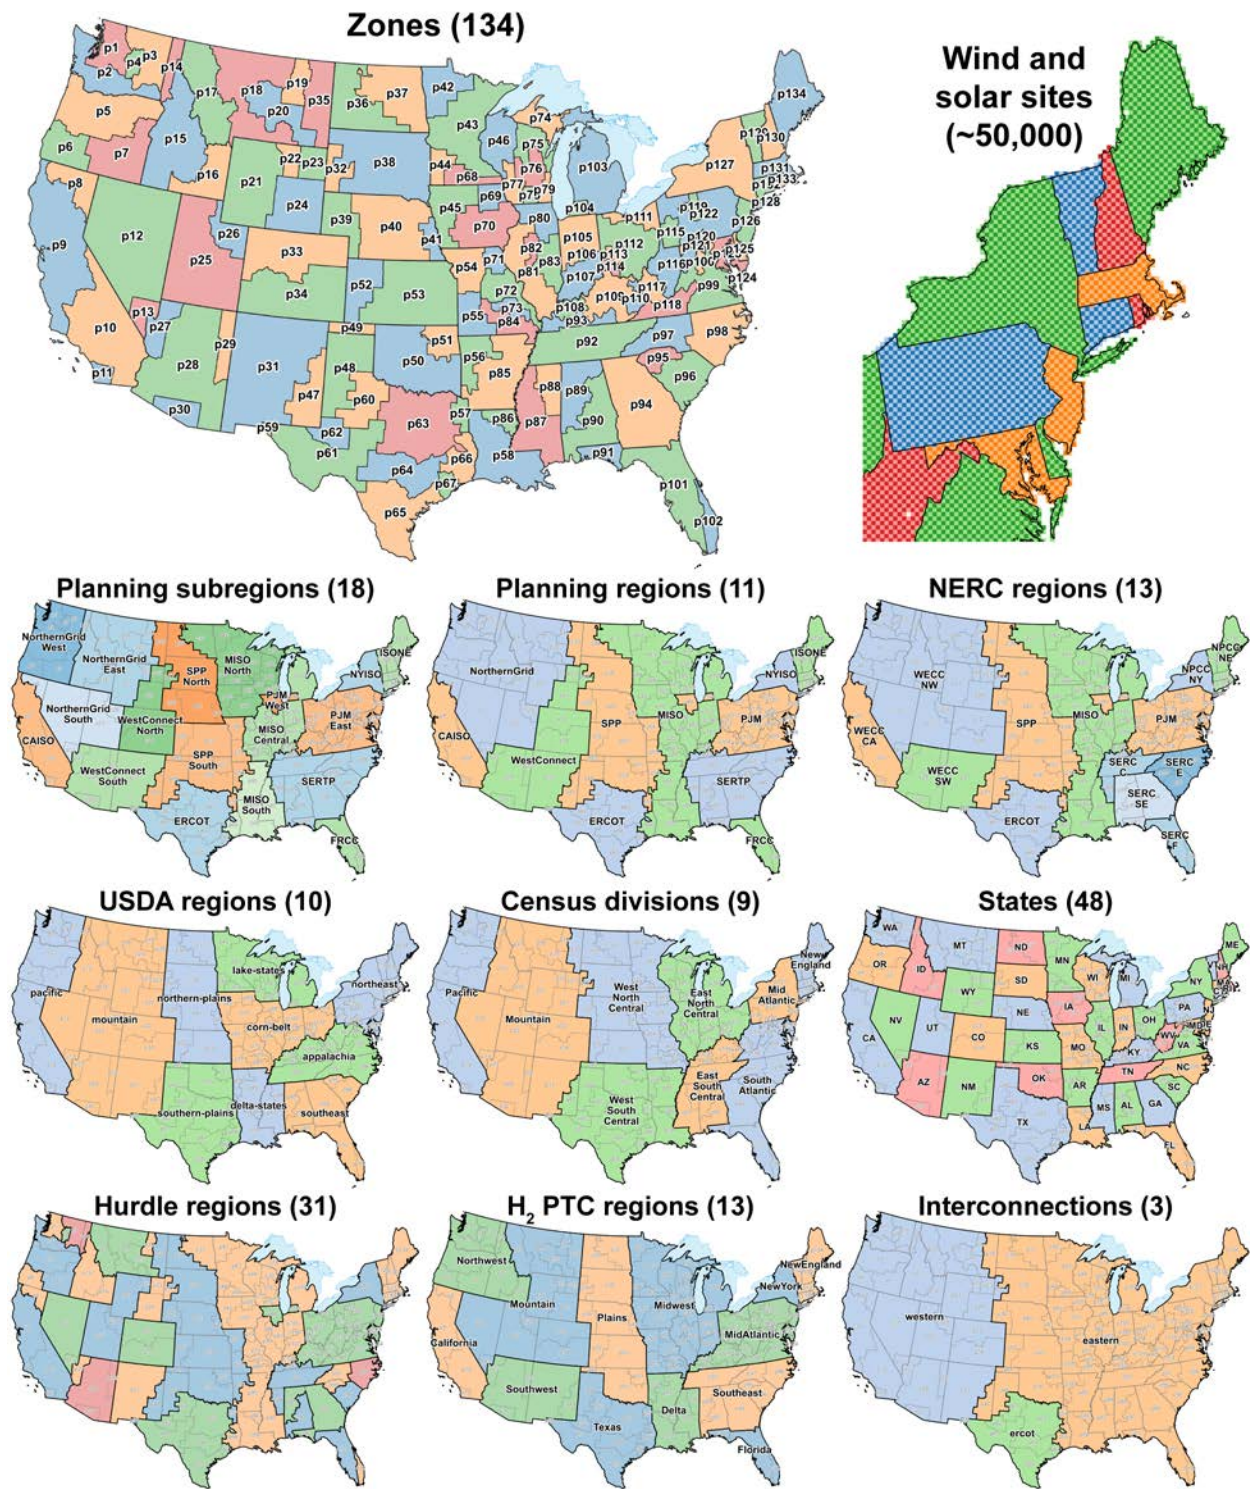 Zones (134)
Wind and
solar sites
(~50,000)
p1
p2
p3
p4
p14
p17
p18
p19
p20
p35
p36
p37
p42
p43
p74
p134
p5
p6
p7
p15
p16
p22
p23
p32
p38
p44
p68
p46
p75
p76
p77
p79
p103
p127
p130
p131
p133
p128
p8
p9
p12
p21
p24
p39
p40
p45
p69
p70
p80
p104
p111
p119
p122
p126
p25
p26
p33
p34
p41
p52
p53
p54
p71
p72
p81
p82
p83
p105
p106
p107
p112
p113
p114
p115
p116
p117
p118
p120
p121
p125
p124
p99
p10
p11
p13
p27
p28
p29
p30
p31
p49
p50
p51
p55
p73
p84
p108
p110
p93
p92
p97
p98
p47
p48
p60
p56
p85
p88
p89
p95
p96
p59
p62
p61
p63
p57
p86
p87
p90
p94
p64
p66
p67
p58
p91
p65
p101
p102
Planning subregions (18)
NorthernGrid
West
NorthernGrid
East
NorthernGrid
South
WestConnect
North
WestConnect
South
CAISO
SPP
North
SPP
South
MISO
North
MISO
Central
MISO
South
PJM
West
PJM
East
NYISO
ISONE
SERTP
ERCOT
FRCC
Planning regions (11)
NorthernGrid
CAISO
WestConnect
SPP
MISO
PJM
NYISO
ISONE
SERTP
ERCOT
FRCC
NERC regions (13)
WECC
NW
WECC
CA
WECC
SW
SPP
MISO
PJM
NPCC
NY
NPCC
NE
SERC
C
SERC
E
SERC
SE
SERC
F
ERCOT
USDA regions (10)
pacific
mountain
northern-plains
lake-states
northeast
corn-belt
appalachia
southern-plains
delta-states
southeast
Census divisions (9)
Pacific
Mountain
West
North
Central
East
North
Central
Mid
Atlantic
New
England
West
South
Central
East
South
Central
South
Atlantic
States (48)
WA
MT
ND
MN
ME
OR
ID
SD
WI
MI
NY
WY
NV
UT
NE
IA
PA
CA
CO
KS
IL
IN
OH
MO
KY
WV
VA
AZ
NM
OK
AR
TN
NC
SC
TX
LA
MS
AL
GA
FL
Hurdle regions (31)
H2 PTC regions (13)
Northwest
Mountain
California
Southwest
Plains
Midwest
NewYork
NewEngland
MidAtlantic
Texas
Delta
Southeast
Florida
Interconnections (3)
western
eastern
ercot